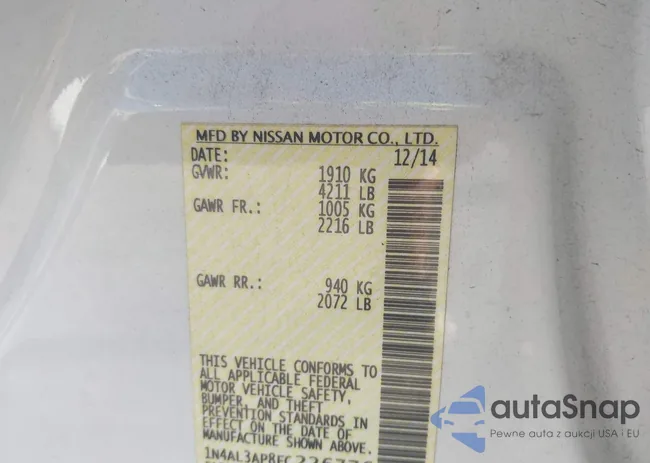 MFD BY NISSAN MOTOR CO., LTD.
DATE: 12/14
GVWR: 1910 KG
4211 LB
GAWR FR.: 1005 KG
2216 LB
GAWR RR.: 940 KG
2072 LB
THIS VEHICLE CONFORMS TO
ALL APPLICABLE FEDERAL
MOTOR VEHICLE SAFETY,
BUMPER, AND THEFT
PREVENTION STANDARDS IN
EFFECT ON THE DATE OF
MANUFACTURE SHOWN ABOVE.
autaSnap
Pewne auta z aukcji USA i EU